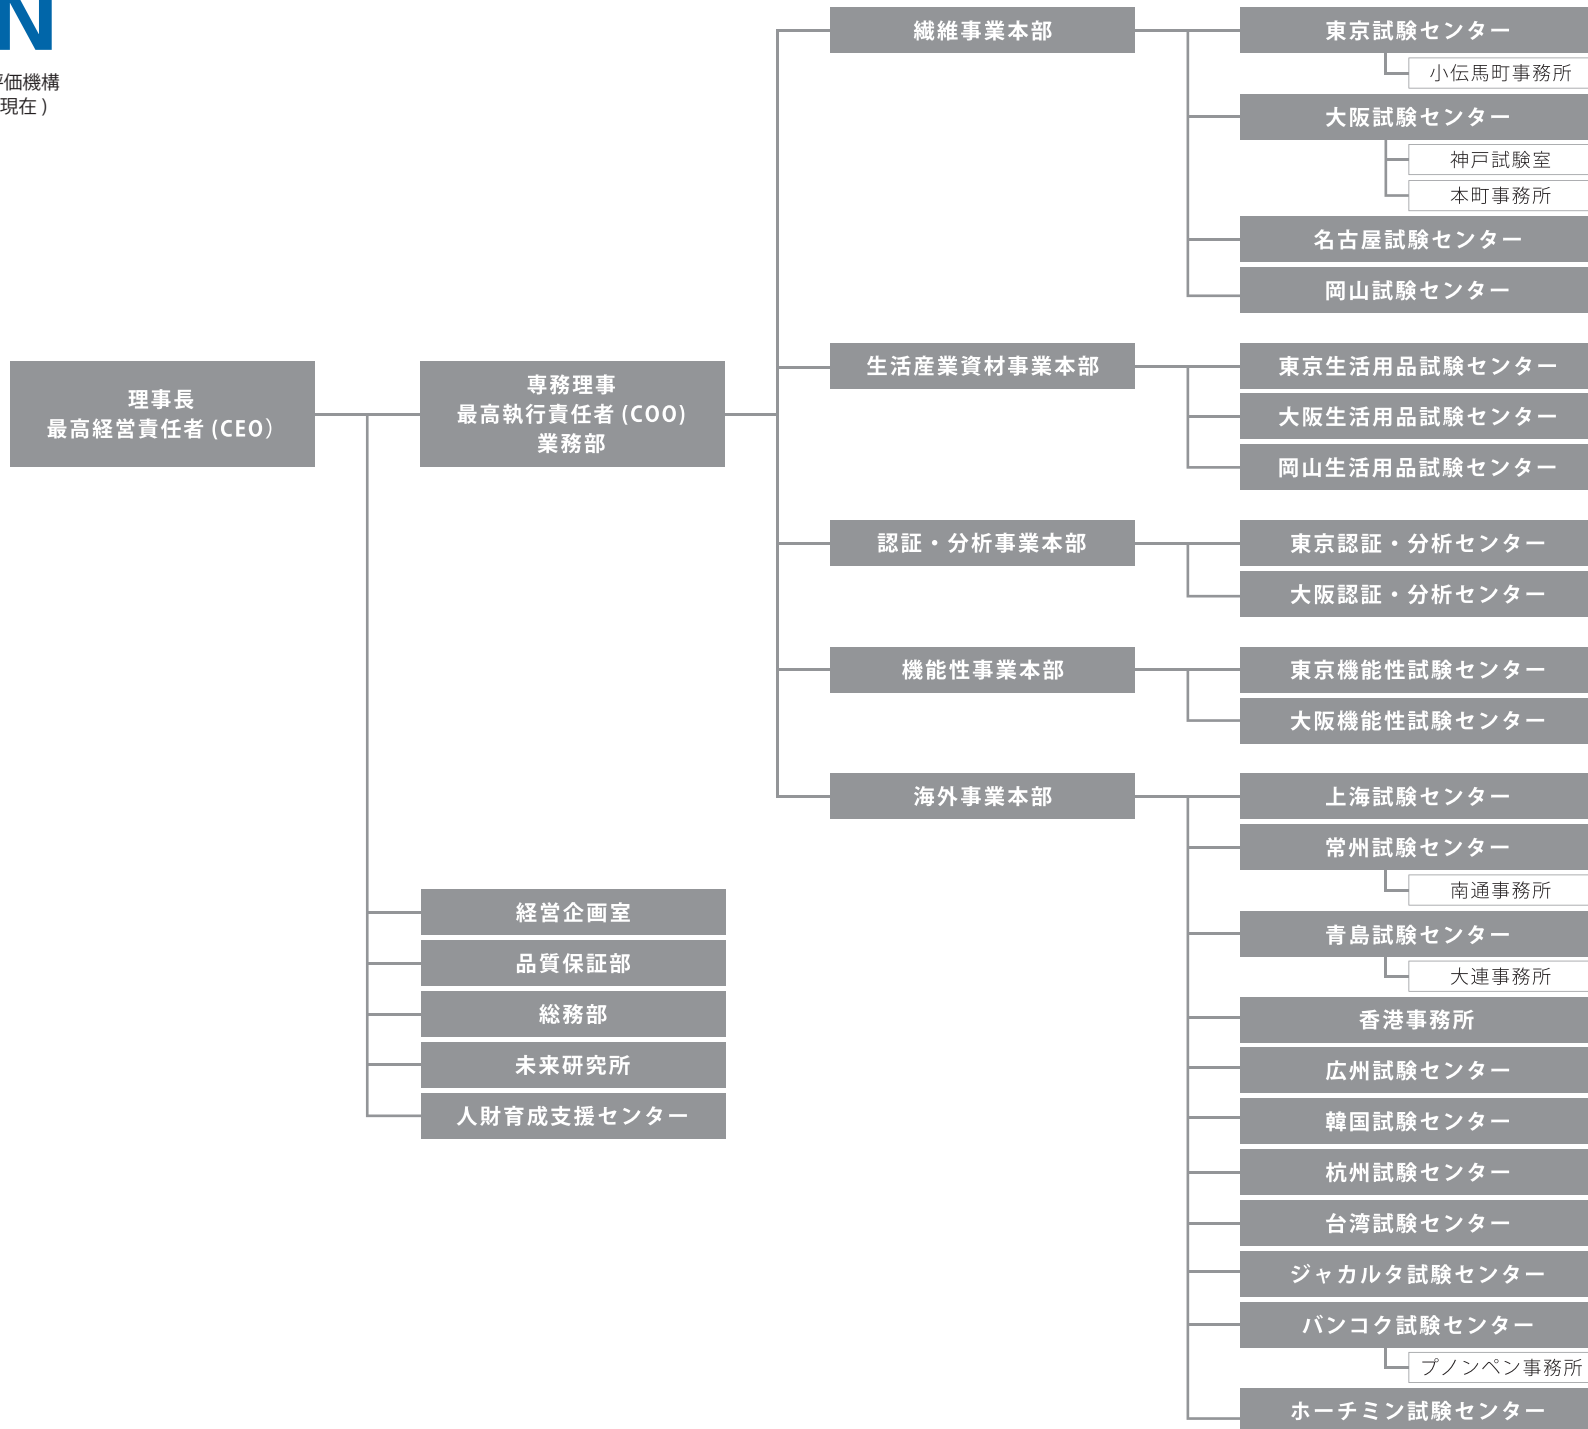 N
評価機構
現在 )
理事長
最高経営責任者 (CEO）
専務理事
最高執行責任者 (COO)
業務部
経営企画室
品質保証部
総務部
未来研究所
人財育成支援センター
繊維事業本部
東京試験センター
小伝馬町事務所
大阪試験センター
神戸試験室
本町事務所
名古屋試験センター
岡山試験センター
生活産業資材事業本部
東京生活用品試験センター
大阪生活用品試験センター
岡山生活用品試験センター
認証・分析事業本部
東京認証・分析センター
大阪認証・分析センター
機能性事業本部
東京機能性試験センター
大阪機能性試験センター
海外事業本部
上海試験センター
常州試験センター
南通事務所
青島試験センター
大連事務所
香港事務所
広州試験センター
韓国試験センター
杭州試験センター
台湾試験センター
ジャカルタ試験センター
バンコク試験センター
プノンペン事務所
ホーチミン試験センター